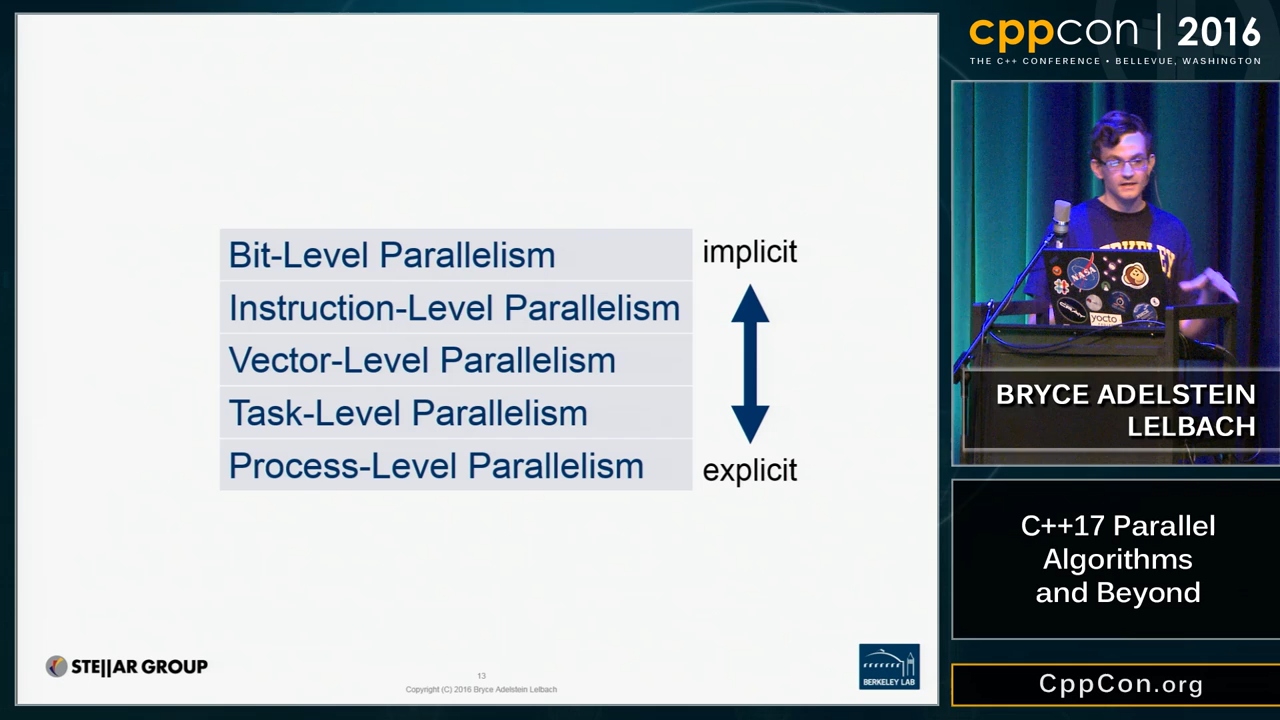 Bit-Level Parallelism
Instruction-Level Parallelism
Vector-Level Parallelism
Task-Level Parallelism
Process-Level Parallelism
implicit
explicit
STE||AR GROUP
13
Copyright (C) 2016 Bryce Adelstein Lelbach
BERKELEY LAB
cppcon | 2016
THE C++ CONFERENCE • BELLEVUE, WASHINGTON
NASA
yocto
BRYCE ADELSTEIN
LELBACH
C++17 Parallel
Algorithms
and Beyond
CppCon.org